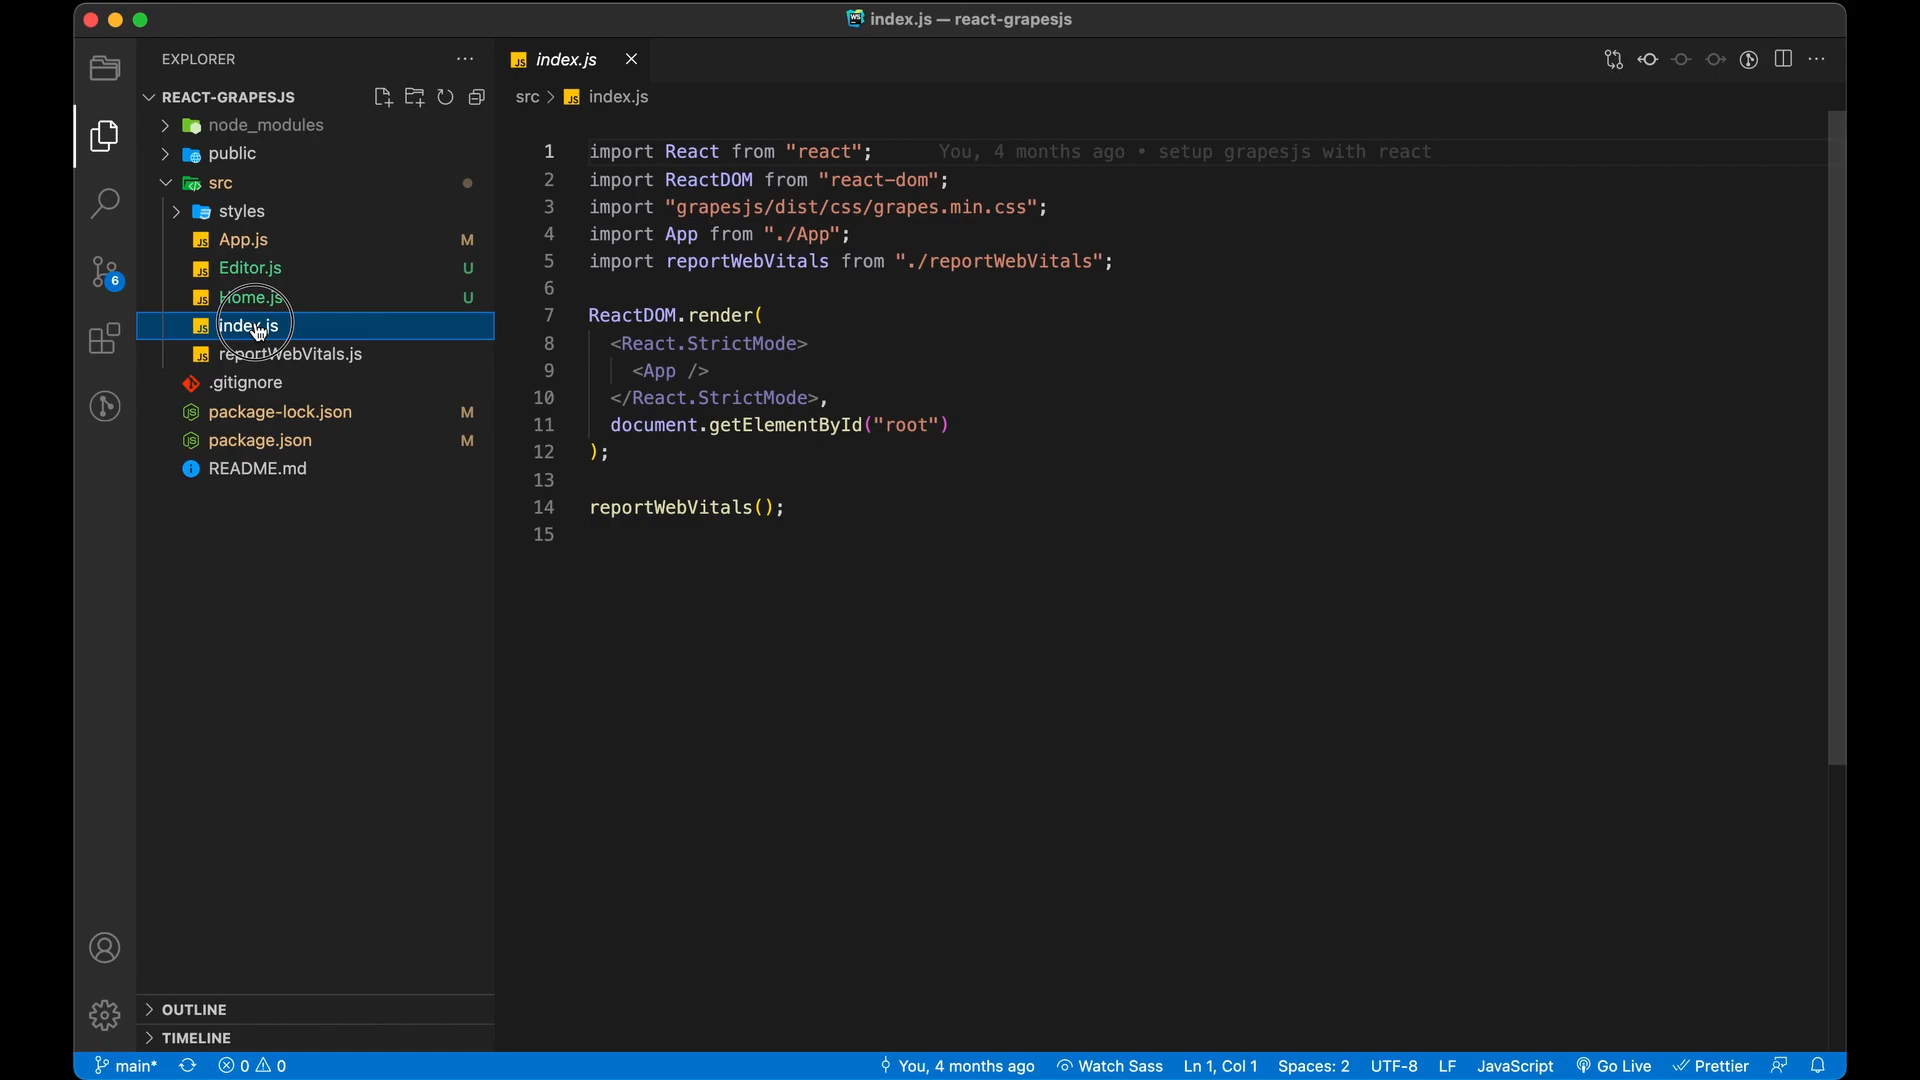 index.js — react-grapesjs
EXPLORER
REACT-GRAPESJS
node_modules
public
src
styles
App.js M
Editor.js U
Home.js U
index.js
reportWebVitals.js
.gitignore
package-lock.json M
package.json M
README.md
OUTLINE
TIMELINE
6
JS index.js
src > JS index.js
1 import React from "react"; You, 4 months ago • setup grapesjs with react
2 import ReactDOM from "react-dom";
3 import "grapesjs/dist/css/grapes.min.css";
4 import App from "./App";
5 import reportWebVitals from "./reportWebVitals";
6
7 ReactDOM.render(
8 <React.StrictMode>
9 <App />
10 </React.StrictMode>,
11 document.getElementById("root")
12 );
13
14 reportWebVitals();
15
main* 0 0 You, 4 months ago Watch Sass Ln 1, Col 1 Spaces: 2 UTF-8 LF JavaScript Go Live Prettier